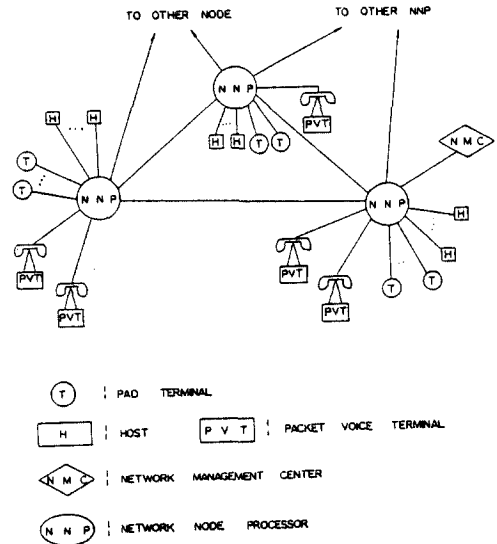 TO OTHER NODE
TO OTHER NNP
NNP
PVT
H H
H H T T
NMC
T
T
NNP
NNP
H
H
PVT
PVT
PVT
PVT
T
T
T PAD TERMINAL
H HOST
PVT PACKET VOICE TERMINAL
NMC NETWORK MANAGEMENT CENTER
NNP NETWORK NODE PROCESSOR